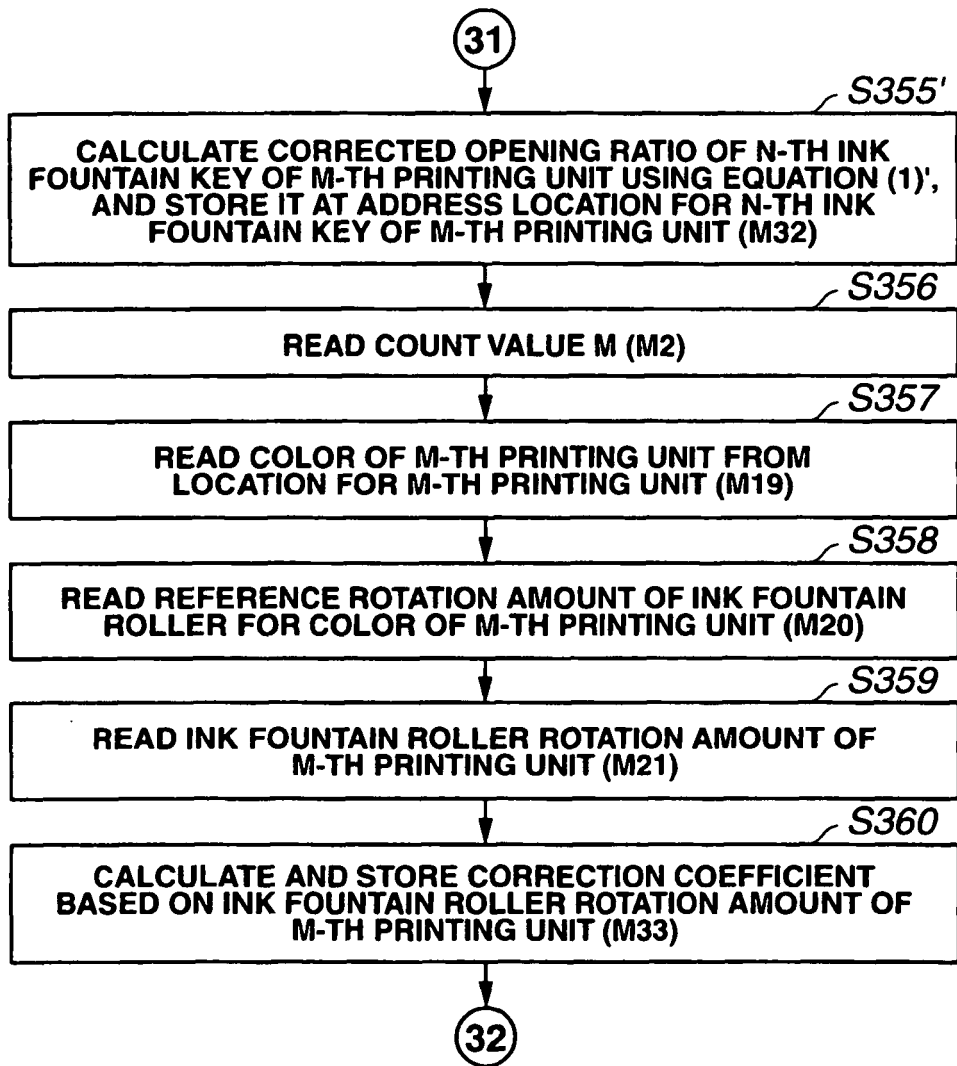 31
S355'
CALCULATE CORRECTED OPENING RATIO OF N-TH INK
FOUNTAIN KEY OF M-TH PRINTING UNIT USING EQUATION (1)',
AND STORE IT AT ADDRESS LOCATION FOR N-TH INK
FOUNTAIN KEY OF M-TH PRINTING UNIT (M32)
S356
READ COUNT VALUE M (M2)
S357
READ COLOR OF M-TH PRINTING UNIT FROM
LOCATION FOR M-TH PRINTING UNIT (M19)
S358
READ REFERENCE ROTATION AMOUNT OF INK FOUNTAIN
ROLLER FOR COLOR OF M-TH PRINTING UNIT (M20)
S359
READ INK FOUNTAIN ROLLER ROTATION AMOUNT OF
M-TH PRINTING UNIT (M21)
S360
CALCULATE AND STORE CORRECTION COEFFICIENT
BASED ON INK FOUNTAIN ROLLER ROTATION AMOUNT OF
M-TH PRINTING UNIT (M33)
32